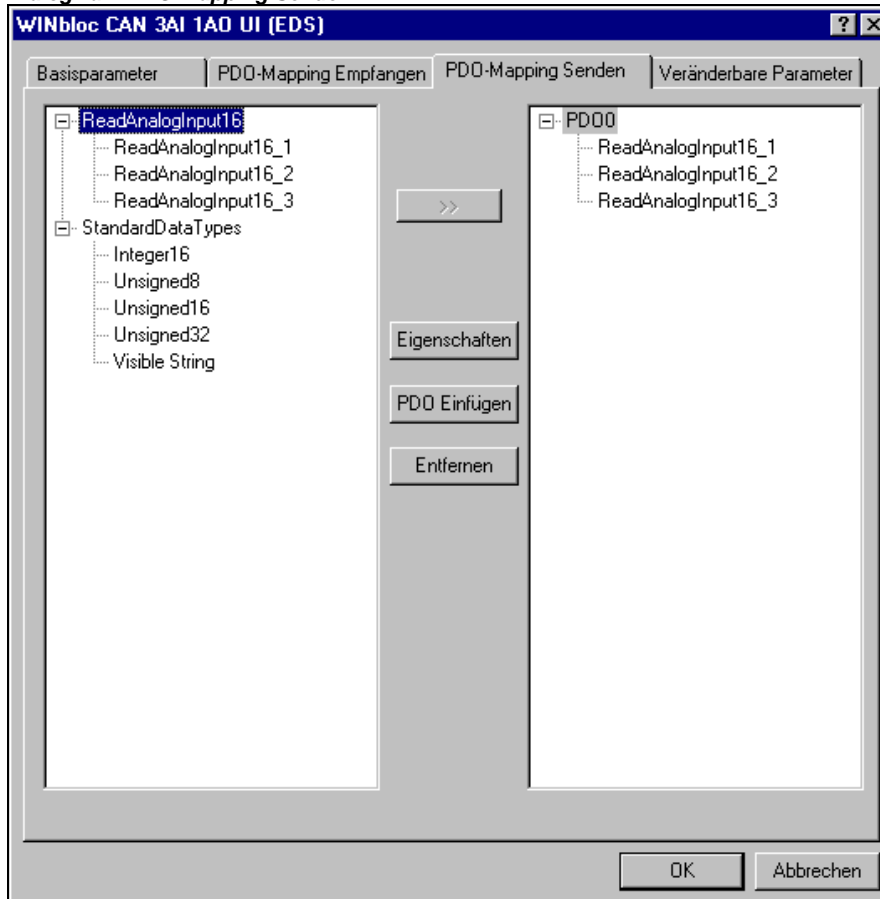 WINbloc CAN 3AI 1AO UI (EDS)
Basisparameter
PDO-Mapping Empfangen
PDO-Mapping Senden
Veränderbare Parameter
ReadAnalogInput16
ReadAnalogInput16_1
ReadAnalogInput16_2
ReadAnalogInput16_3
StandardDataTypes
Integer16
Unsigned8
Unsigned16
Unsigned32
Visible String
>>
Eigenschaften
PDO Einfügen
Entfernen
PDO0
ReadAnalogInput16_1
ReadAnalogInput16_2
ReadAnalogInput16_3
OK
Abbrechen